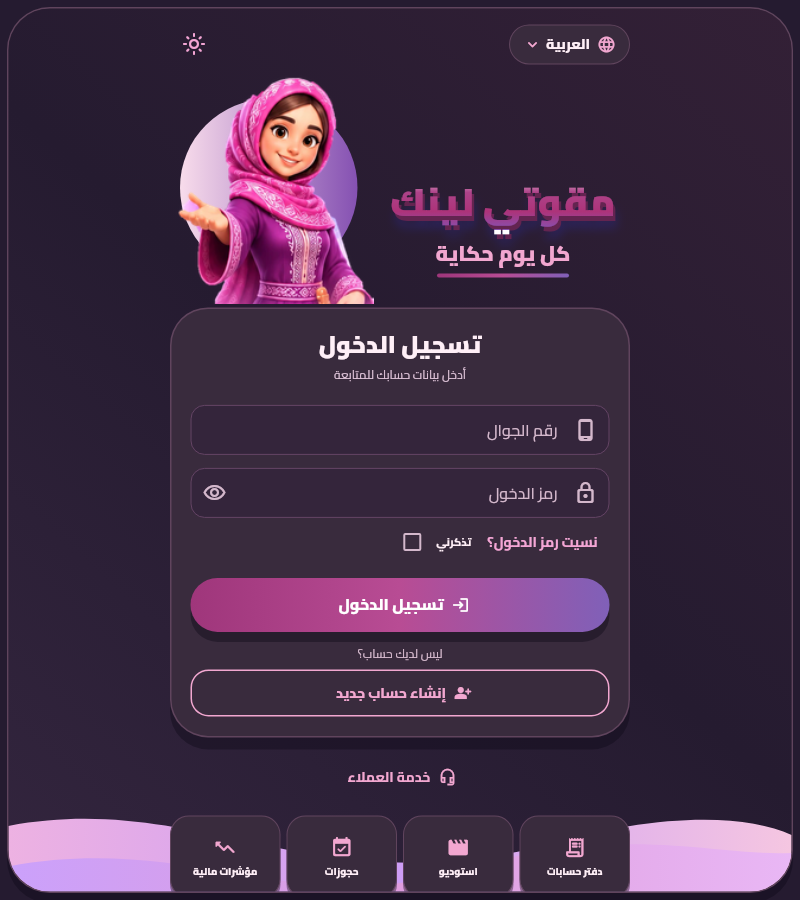 العربية
مقوتي لينك
كل يوم حكاية
تسجيل الدخول
أدخل بيانات حسابك للمتابعة
رقم الجوال
رمز الدخول
نسيت رمز الدخول؟ تذكرني
تسجيل الدخول
ليس لديك حساب؟
إنشاء حساب جديد
خدمة العملاء
دفتر حسابات
استوديو
حجوزات
مؤشرات مالية